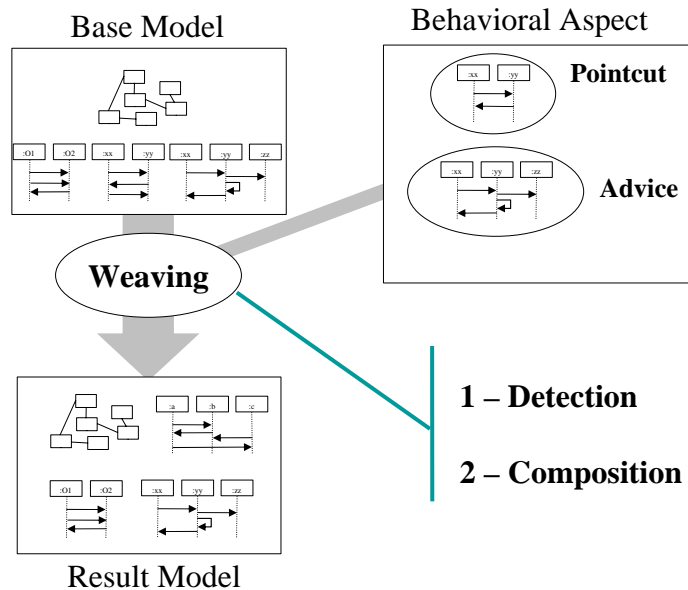 Base Model
Behavioral Aspect
:xx :yy
Pointcut
:O1 :O2 :xx :yy :xx :yy :zz
:xx :yy :zz
Advice
Weaving
:a :b :c
1 – Detection
2 – Composition
:O1 :O2 :xx :yy :zz
Result Model